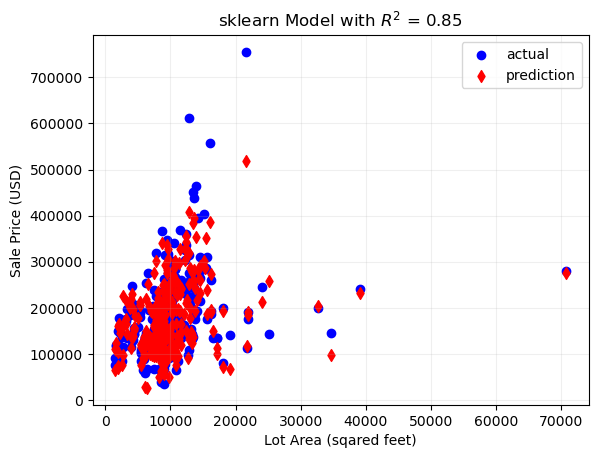 sklearn Model with R² = 0.85
actual
prediction
Sale Price (USD)
700000
600000
500000
400000
300000
200000
100000
0
0 10000 20000 30000 40000 50000 60000 70000
Lot Area (sqared feet)